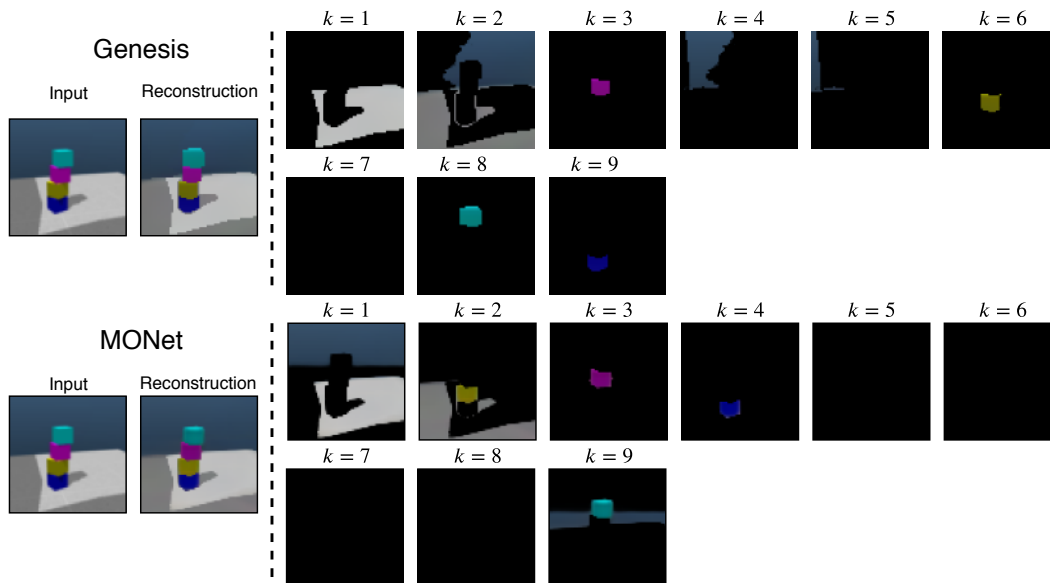 Genesis
Input Reconstruction
k = 1 k = 2 k = 3 k = 4 k = 5 k = 6
k = 7 k = 8 k = 9
MONet
Input Reconstruction
k = 1 k = 2 k = 3 k = 4 k = 5 k = 6
k = 7 k = 8 k = 9